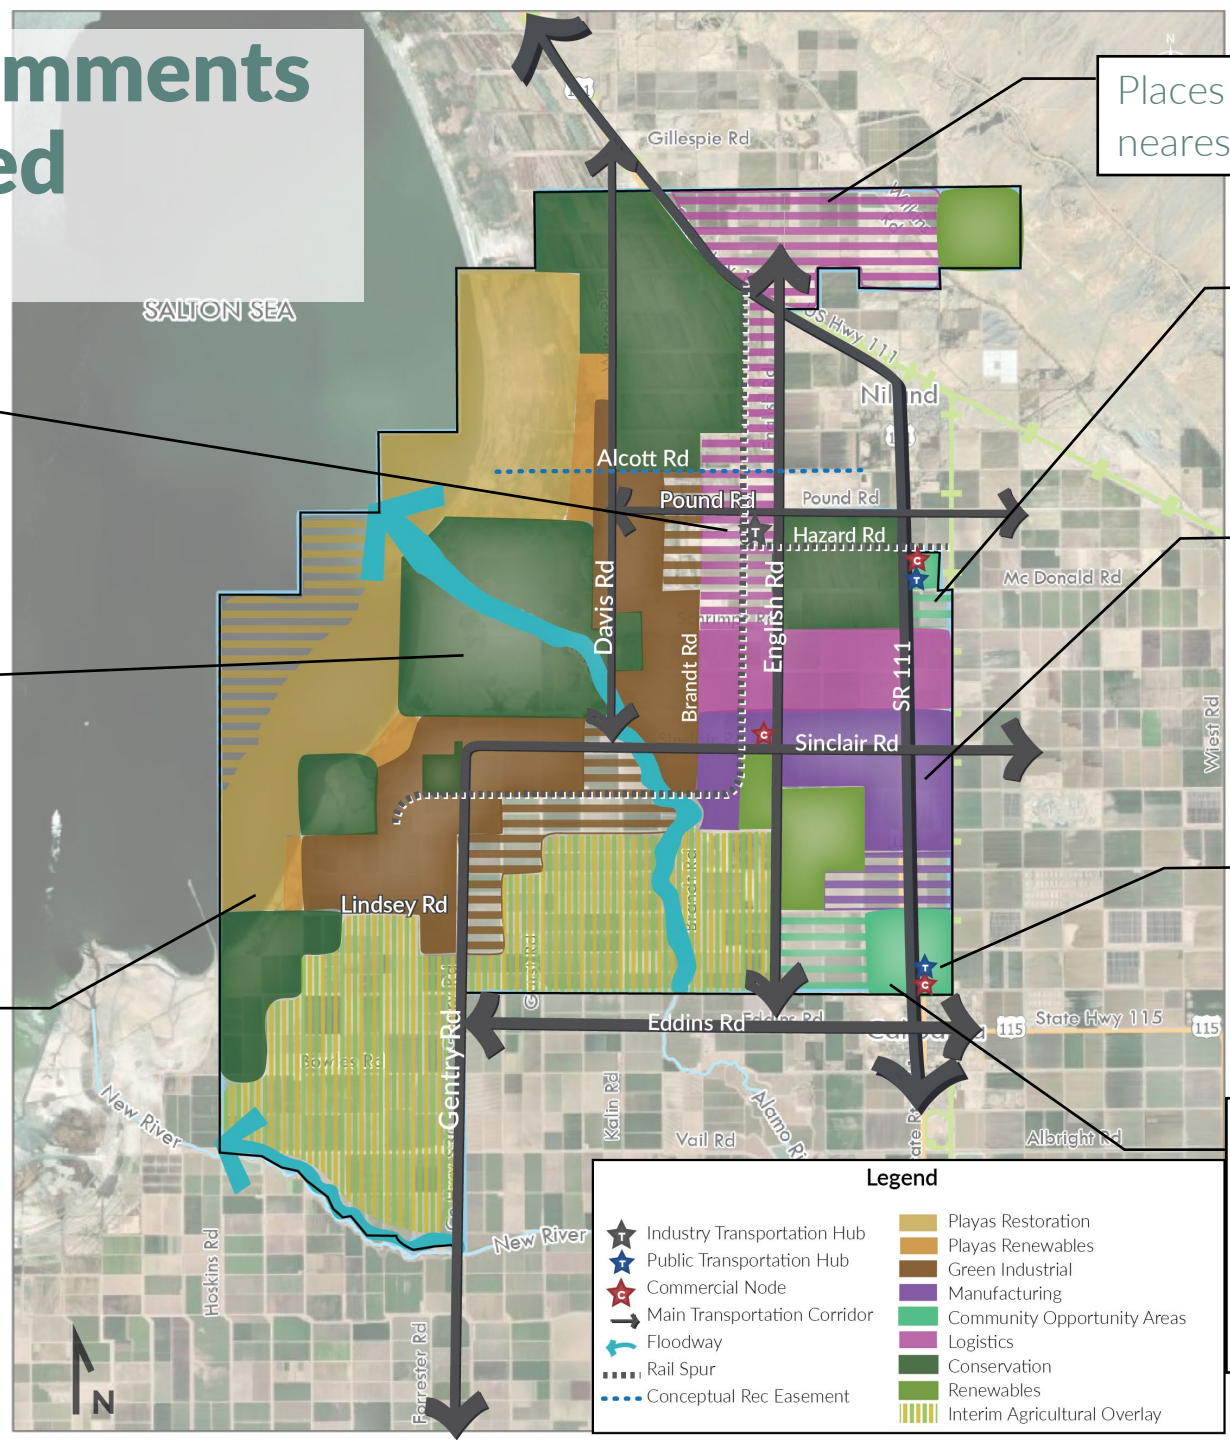 mments
ed
Places
neares
N
Gillespie Rd
SALTON SEA
US Hwy 111
Niland
Alcott Rd
Pound Rd
Pound Rd
T
Hazard Rd
C
T
Mc Donald Rd
Davis Rd
English Rd
Brandt Rd
SR 111
Wiest Rd
C
Sinclair Rd
Lindsey Rd
T
C
Eddins Rd
Eddins Rd
115
State Hwy 115
115
Gentry Rd
Bowles Rd
New River
Kalin Rd
Vail Rd
Alamo Ri
Albright Rd
New River
Hoskins Rd
Forrester Rd
N
Legend
T Industry Transportation Hub
T Public Transportation Hub
C Commercial Node
Main Transportation Corridor
Floodway
Rail Spur
Conceptual Rec Easement
Playas Restoration
Playas Renewables
Green Industrial
Manufacturing
Community Opportunity Areas
Logistics
Conservation
Renewables
Interim Agricultural Overlay